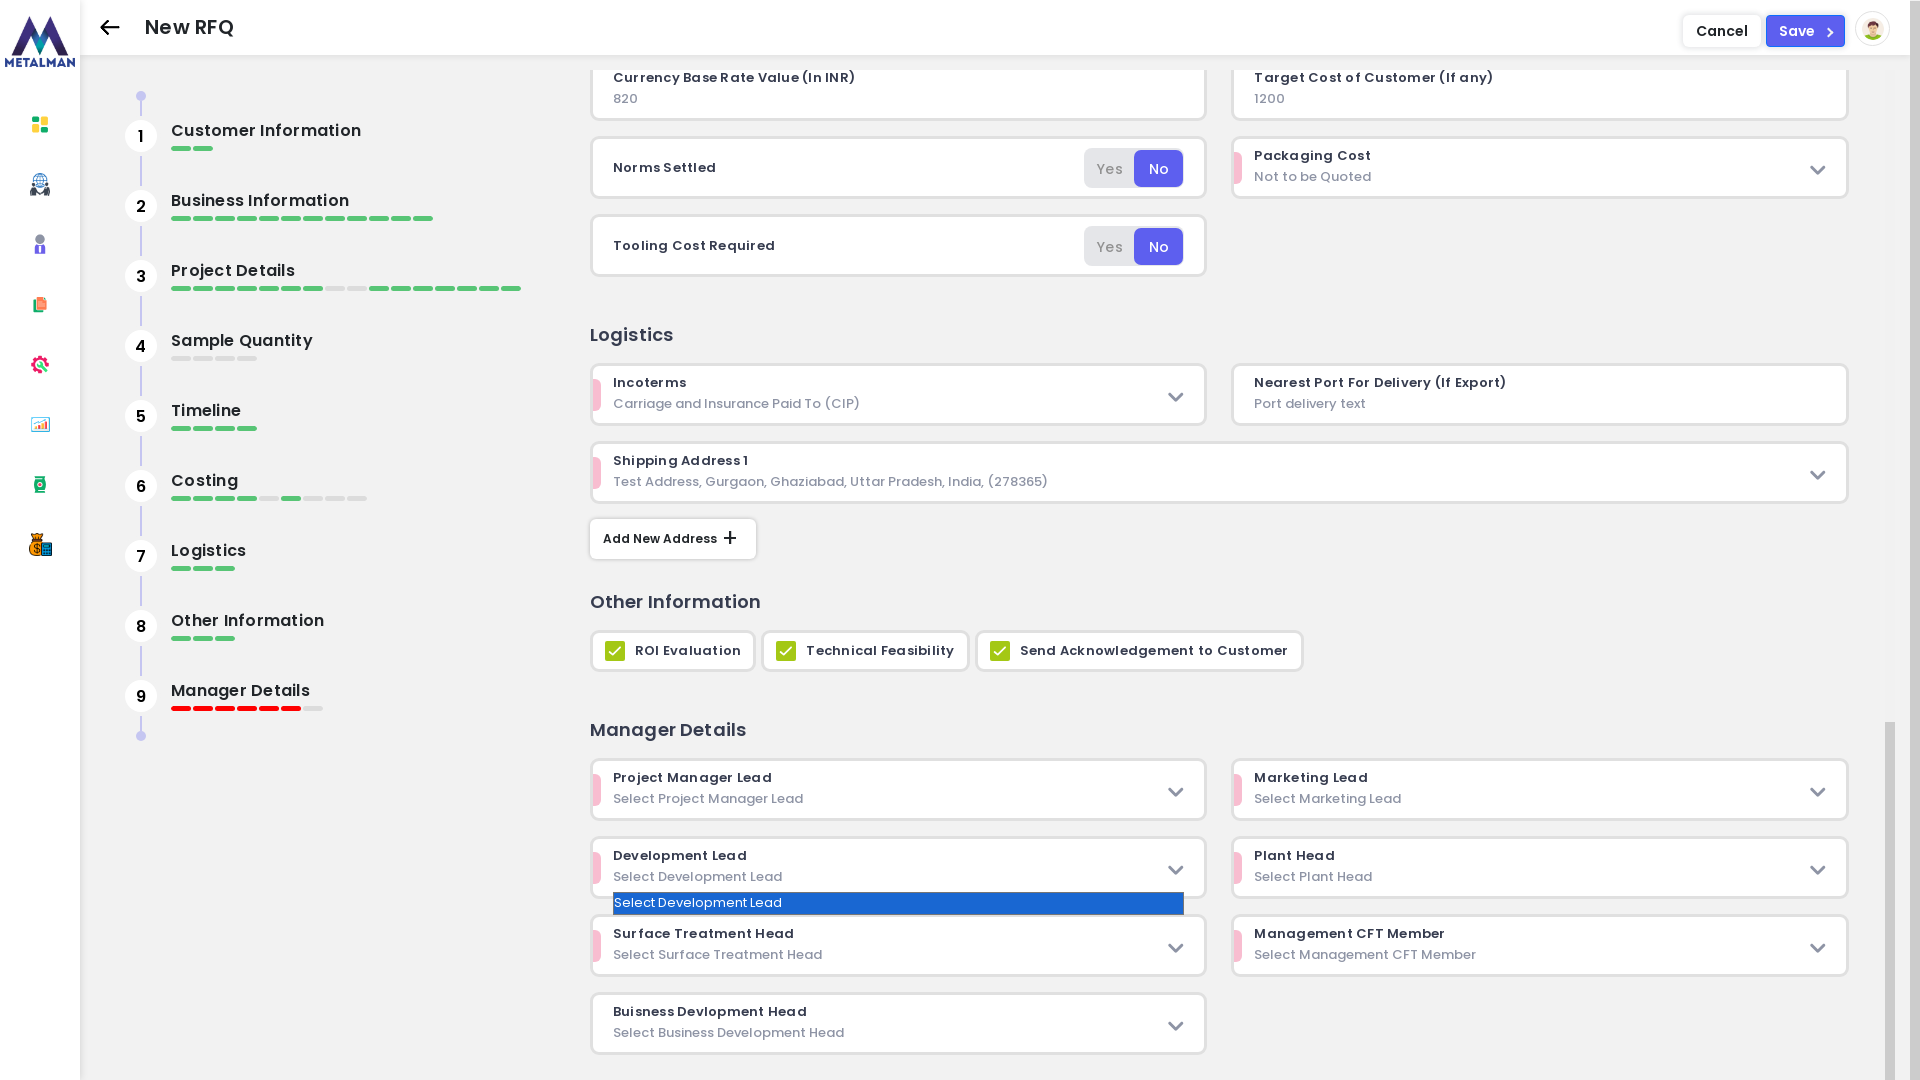 METALMAN
New RFQ
Cancel
Save
1 Customer Information
2 Business Information
3 Project Details
4 Sample Quantity
5 Timeline
6 Costing
7 Logistics
8 Other Information
9 Manager Details
Currency Base Rate Value (In INR)
820
Target Cost of Customer (If any)
1200
Norms Settled
Yes No
Packaging Cost
Not to be Quoted
Tooling Cost Required
Yes No
Logistics
Incoterms
Carriage and Insurance Paid To (CIP)
Nearest Port For Delivery (If Export)
Port delivery text
Shipping Address 1
Test Address, Gurgaon, Ghaziabad, Uttar Pradesh, India, (278365)
Add New Address +
Other Information
ROI Evaluation
Technical Feasibility
Send Acknowledgement to Customer
Manager Details
Project Manager Lead
Select Project Manager Lead
Marketing Lead
Select Marketing Lead
Development Lead
Select Development Lead
Plant Head
Select Plant Head
Select Development Lead
Surface Treatment Head
Select Surface Treatment Head
Management CFT Member
Select Management CFT Member
Buisness Devlopment Head
Select Business Development Head